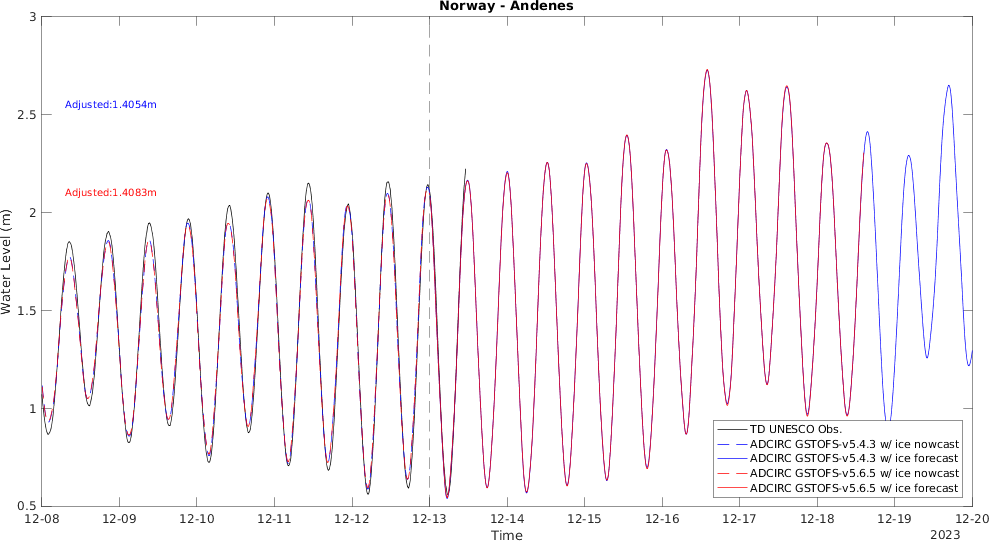 Norway - Andenes
3
2.5
2
1.5
1
0.5
Water Level (m)
Adjusted:1.4054m
Adjusted:1.4083m
TD UNESCO Obs.
ADCIRC GSTOFS-v5.4.3 w/ ice nowcast
ADCIRC GSTOFS-v5.4.3 w/ ice forecast
ADCIRC GSTOFS-v5.6.5 w/ ice nowcast
ADCIRC GSTOFS-v5.6.5 w/ ice forecast
12-08 12-09 12-10 12-11 12-12 12-13 12-14 12-15 12-16 12-17 12-18 12-19 12-20
Time
2023